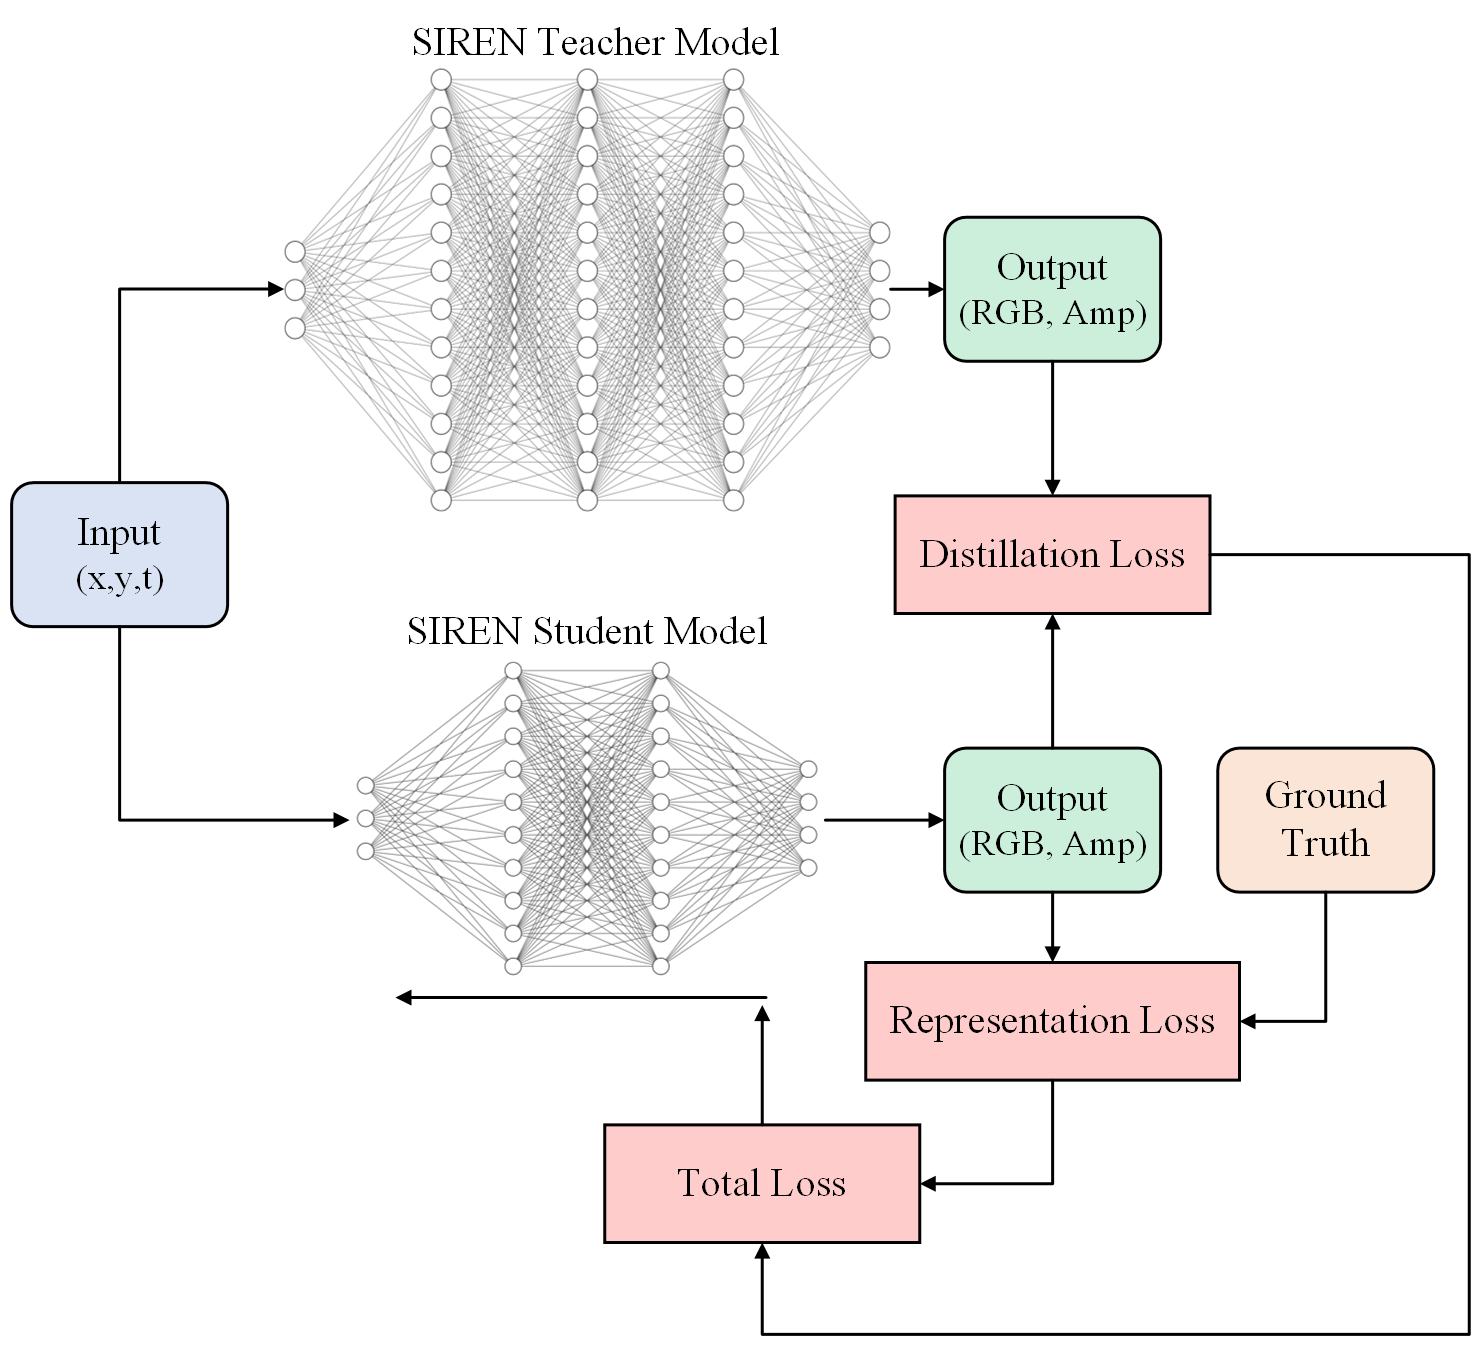 SIREN Teacher Model
Output
(RGB, Amp)
Input
(x,y,t)
Distillation Loss
SIREN Student Model
Output
(RGB, Amp)
Ground
Truth
Representation Loss
Total Loss